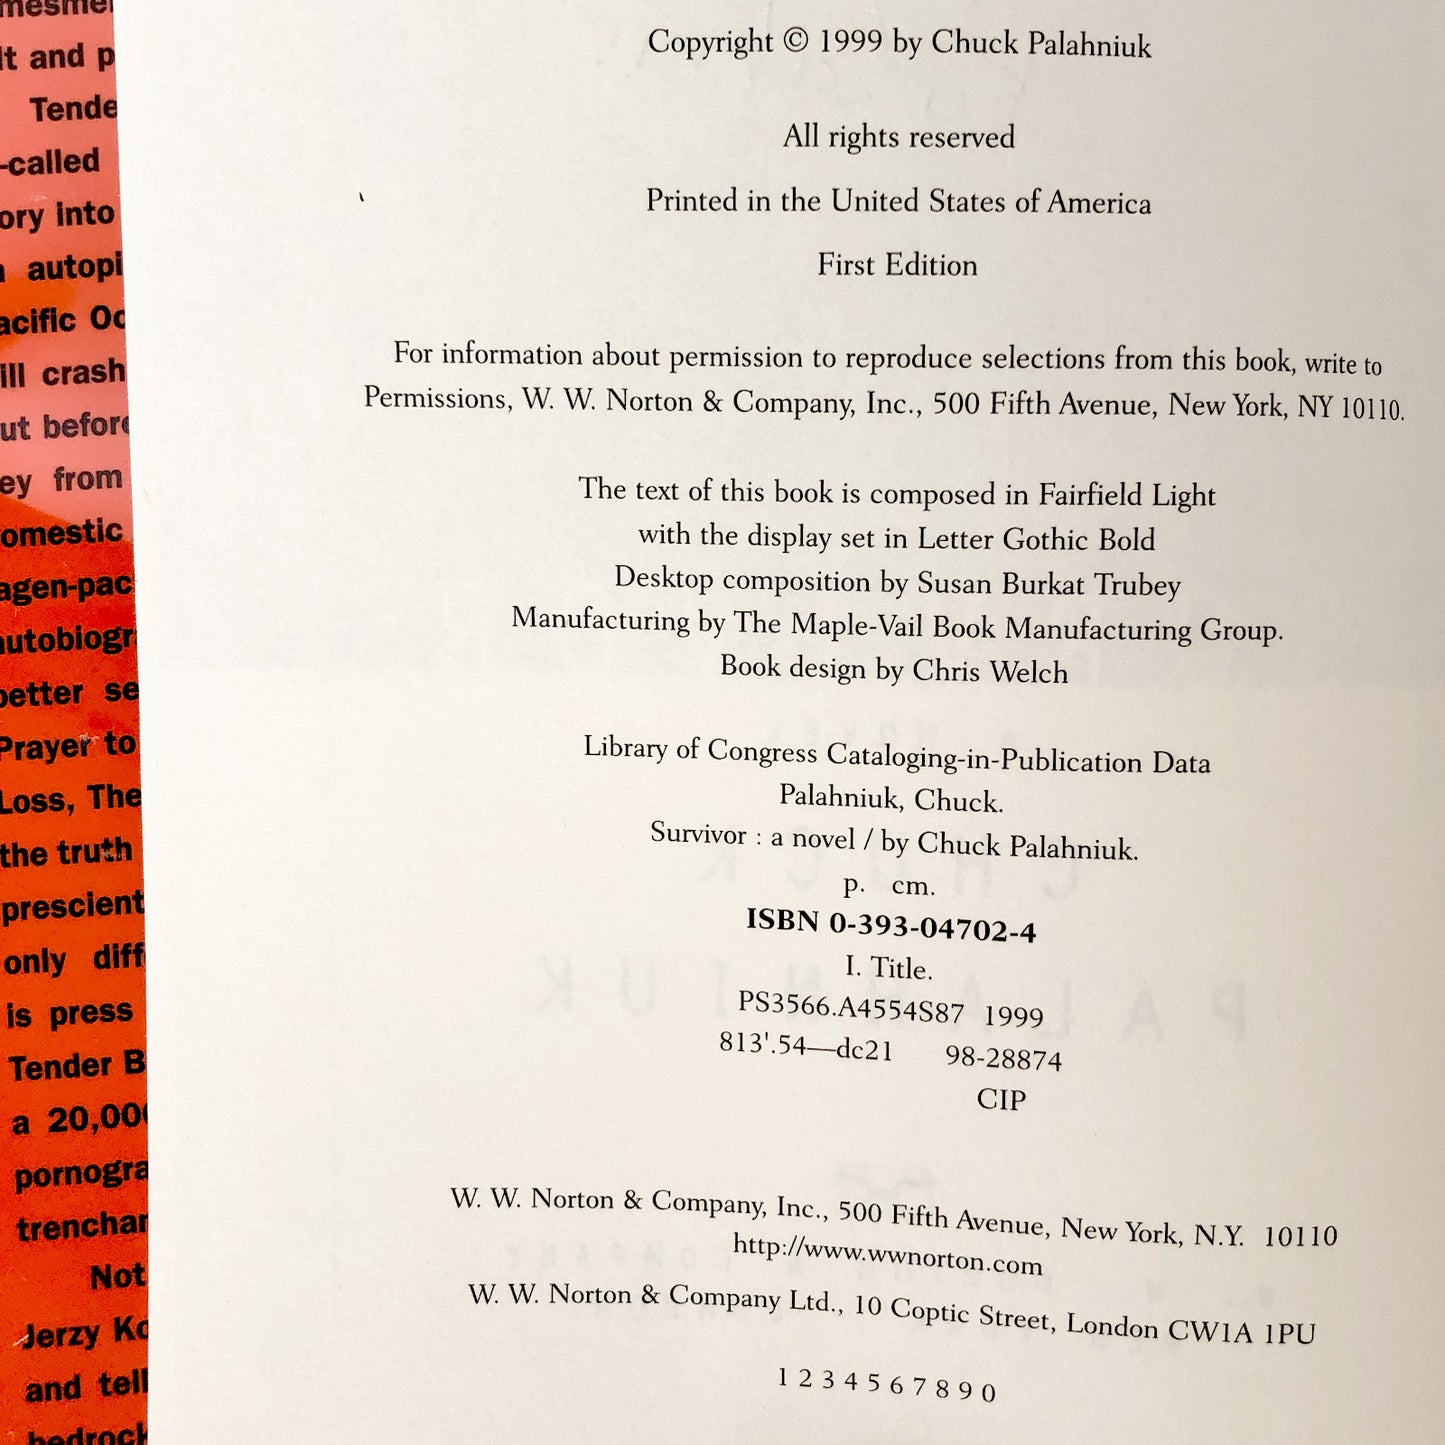 lt and p
Tende
-called
ory into
autopi
acific Oc
ill crash
ut before
ey from
omestic
agen-pac
autobiogr
better se
Prayer to
Loss, The
the truth
prescient
only diff
is press
Tender B
a 20,000
pornogra
trenchan
Not
Jerzy Ko
and tell
bedrock
Copyright © 1999 by Chuck Palahniuk
All rights reserved
Printed in the United States of America
First Edition
For information about permission to reproduce selections from this book, write to
Permissions, W. W. Norton & Company, Inc., 500 Fifth Avenue, New York, NY 10110.
The text of this book is composed in Fairfield Light
with the display set in Letter Gothic Bold
Desktop composition by Susan Burkat Trubey
Manufacturing by The Maple-Vail Book Manufacturing Group.
Book design by Chris Welch
Library of Congress Cataloging-in-Publication Data
Palahniuk, Chuck.
Survivor : a novel / by Chuck Palahniuk.
p. cm.
ISBN 0-393-04702-4
I. Title.
PS3566.A4554S87 1999
813'.54—dc21 98-28874
CIP
W. W. Norton & Company, Inc., 500 Fifth Avenue, New York, N.Y. 10110
http://www.wwnorton.com
W. W. Norton & Company Ltd., 10 Coptic Street, London CW1A 1PU
1 2 3 4 5 6 7 8 9 0